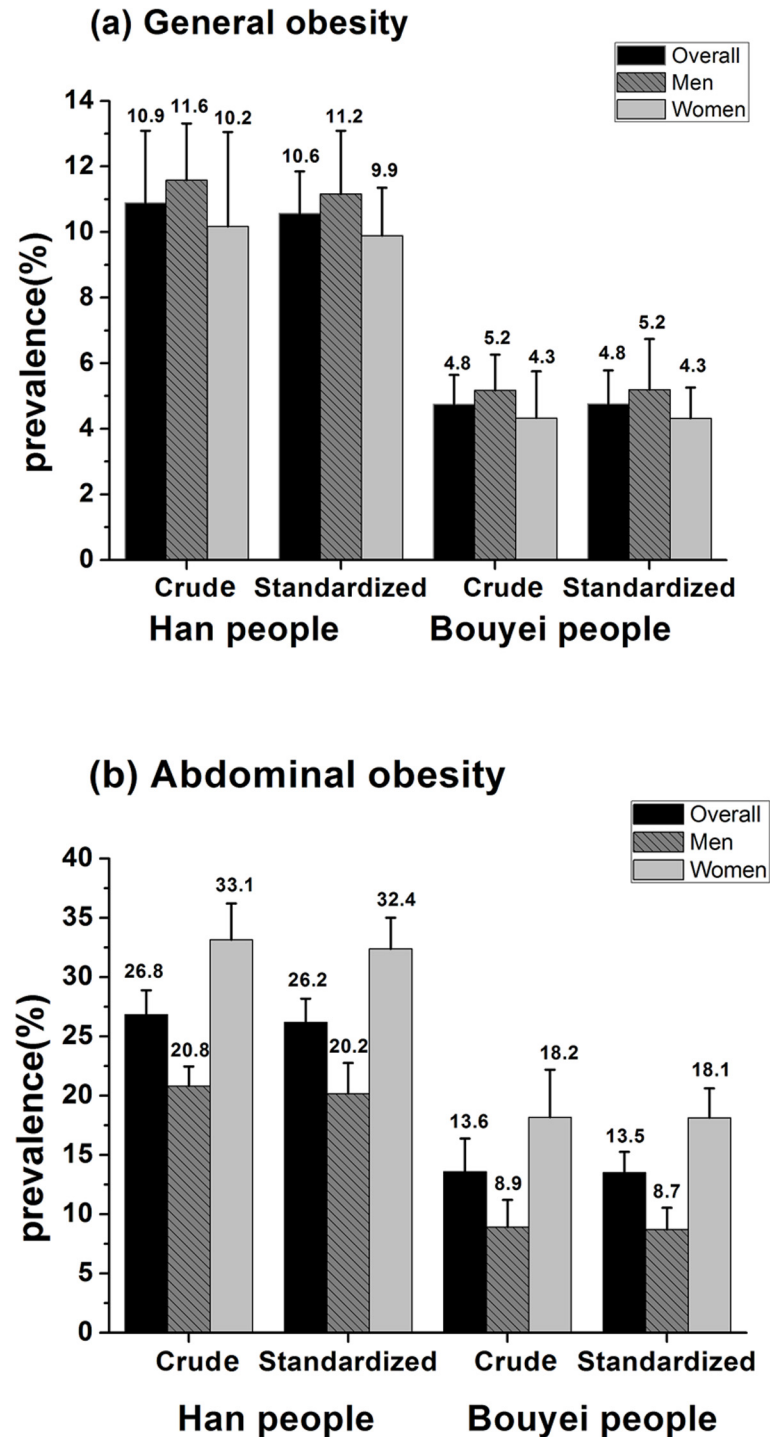 (a) General obesity
Overall
Men
Women
prevalence(%)
14
12
10
8
6
4
2
0
10.9
11.6
10.2
10.6
11.2
9.9
4.8
5.2
4.3
4.8
5.2
4.3
Crude Standardized Crude Standardized
Han people Bouyei people
(b) Abdominal obesity
Overall
Men
Women
prevalence(%)
40
35
30
25
20
15
10
5
0
26.8
20.8
33.1
26.2
20.2
32.4
13.6
8.9
18.2
13.5
8.7
18.1
Crude Standardized Crude Standardized
Han people Bouyei people